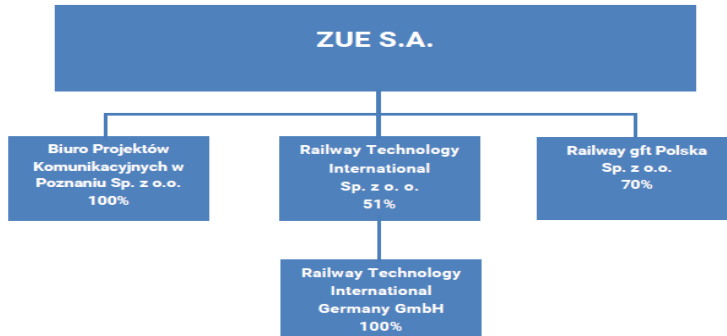 ZUE S.A.
Biuro Projektów
Komunikacyjnych w
Poznaniu Sp. z o.o.
100%
Railway Technology
International
Sp. z o. o.
51%
Railway gft Polska
Sp. z o.o.
70%
Railway Technology
International
Germany GmbH
100%